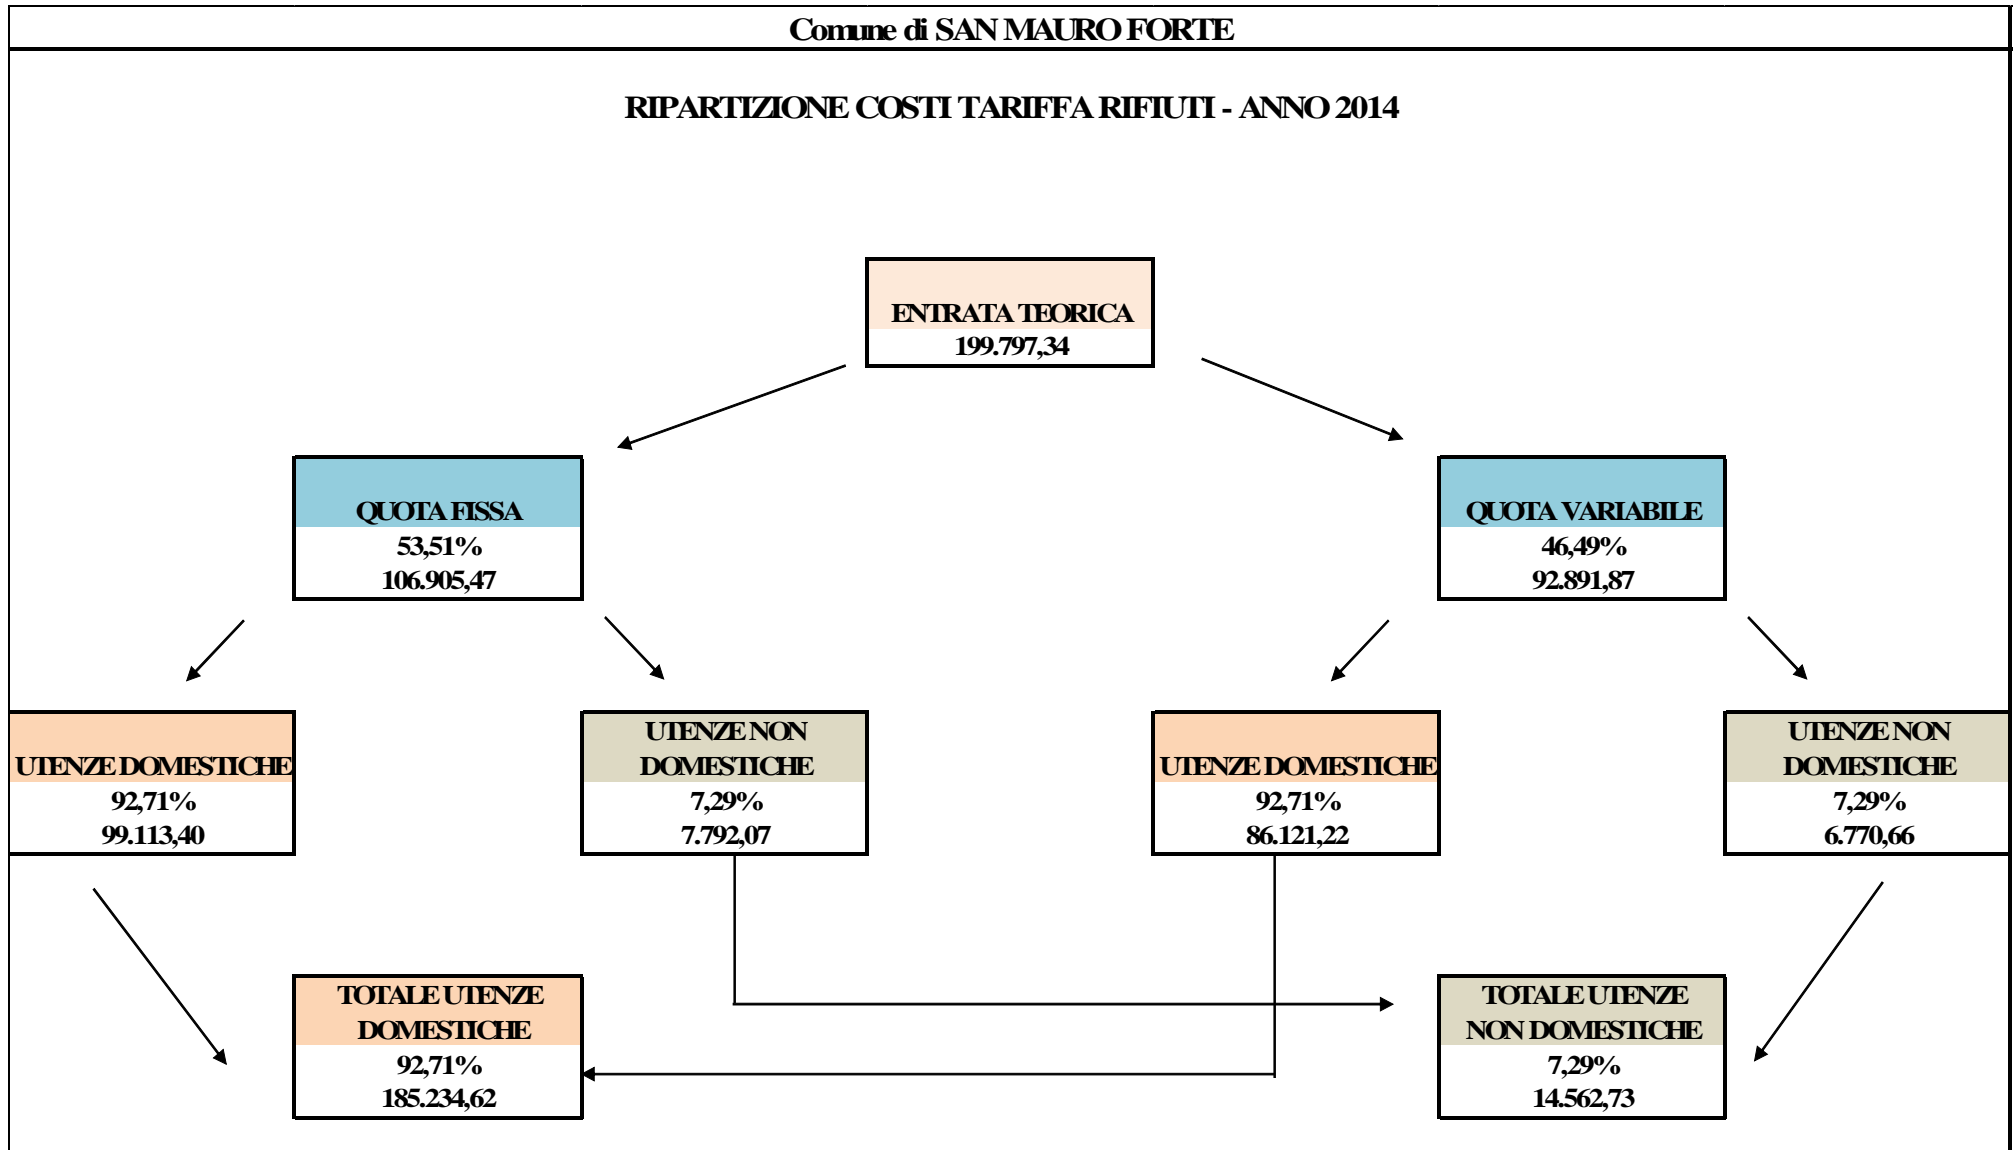 Comune di SAN MAURO FORTE
RIPARTIZIONE COSTI TARIFFA RIFIUTI - ANNO 2014
ENTRATA TEORICA
199.797,34
QUOTA FISSA
53,51%
106.905,47
QUOTA VARIABILE
46,49%
92.891,87
UTENZE DOMESTICHE
92,71%
99.113,40
UTENZE NON
DOMESTICHE
7,29%
7.792,07
UTENZE DOMESTICHE
92,71%
86.121,22
UTENZE NON
DOMESTICHE
7,29%
6.770,66
TOTALE UTENZE
DOMESTICHE
92,71%
185.234,62
TOTALE UTENZE
NON DOMESTICHE
7,29%
14.562,73